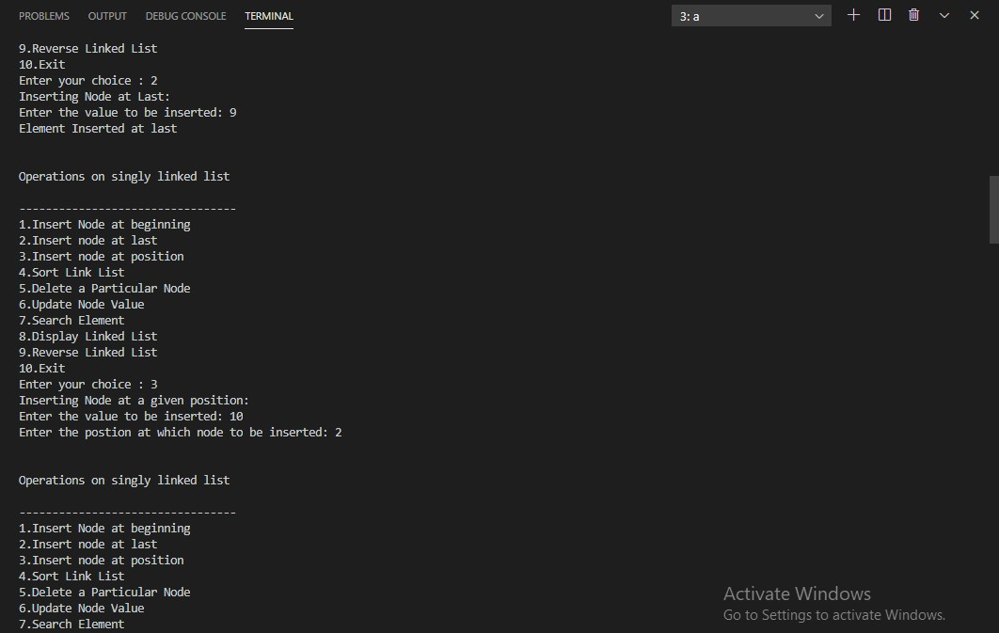 PROBLEMS OUTPUT DEBUG CONSOLE TERMINAL 3: a
9.Reverse Linked List
10.Exit
Enter your choice : 2
Inserting Node at Last:
Enter the value to be inserted: 9
Element Inserted at last
Operations on singly linked list
---------------------------------
1.Insert Node at beginning
2.Insert node at last
3.Insert node at position
4.Sort Link List
5.Delete a Particular Node
6.Update Node Value
7.Search Element
8.Display Linked List
9.Reverse Linked List
10.Exit
Enter your choice : 3
Inserting Node at a given position:
Enter the value to be inserted: 10
Enter the postion at which node to be inserted: 2
Operations on singly linked list
---------------------------------
1.Insert Node at beginning
2.Insert node at last
3.Insert node at position
4.Sort Link List
5.Delete a Particular Node
6.Update Node Value
7.Search Element
Activate Windows
Go to Settings to activate Windows.